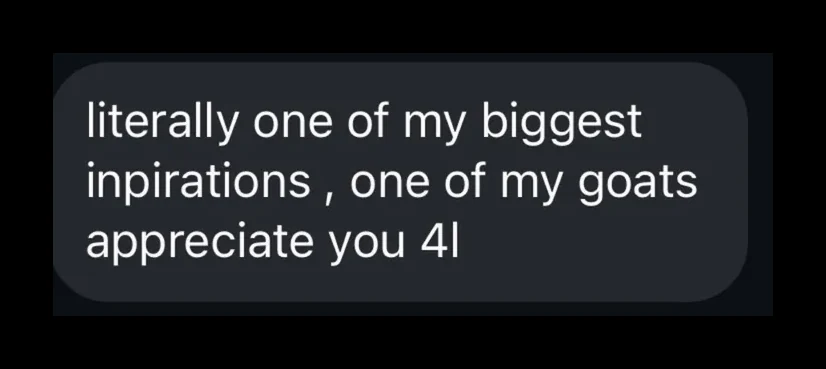 literally one of my biggest
inpirations , one of my goats
appreciate you 4l